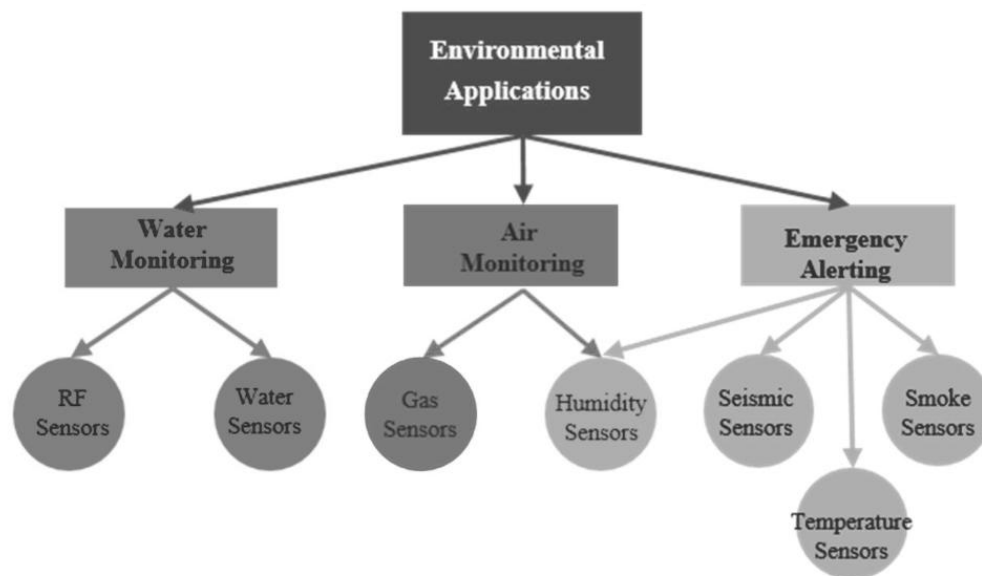 Environmental
Applications
Water
Monitoring
Air
Monitoring
Emergency
Alerting
RF
Sensors
Water
Sensors
Gas
Sensors
Humidity
Sensors
Seismic
Sensors
Smoke
Sensors
Temperature
Sensors